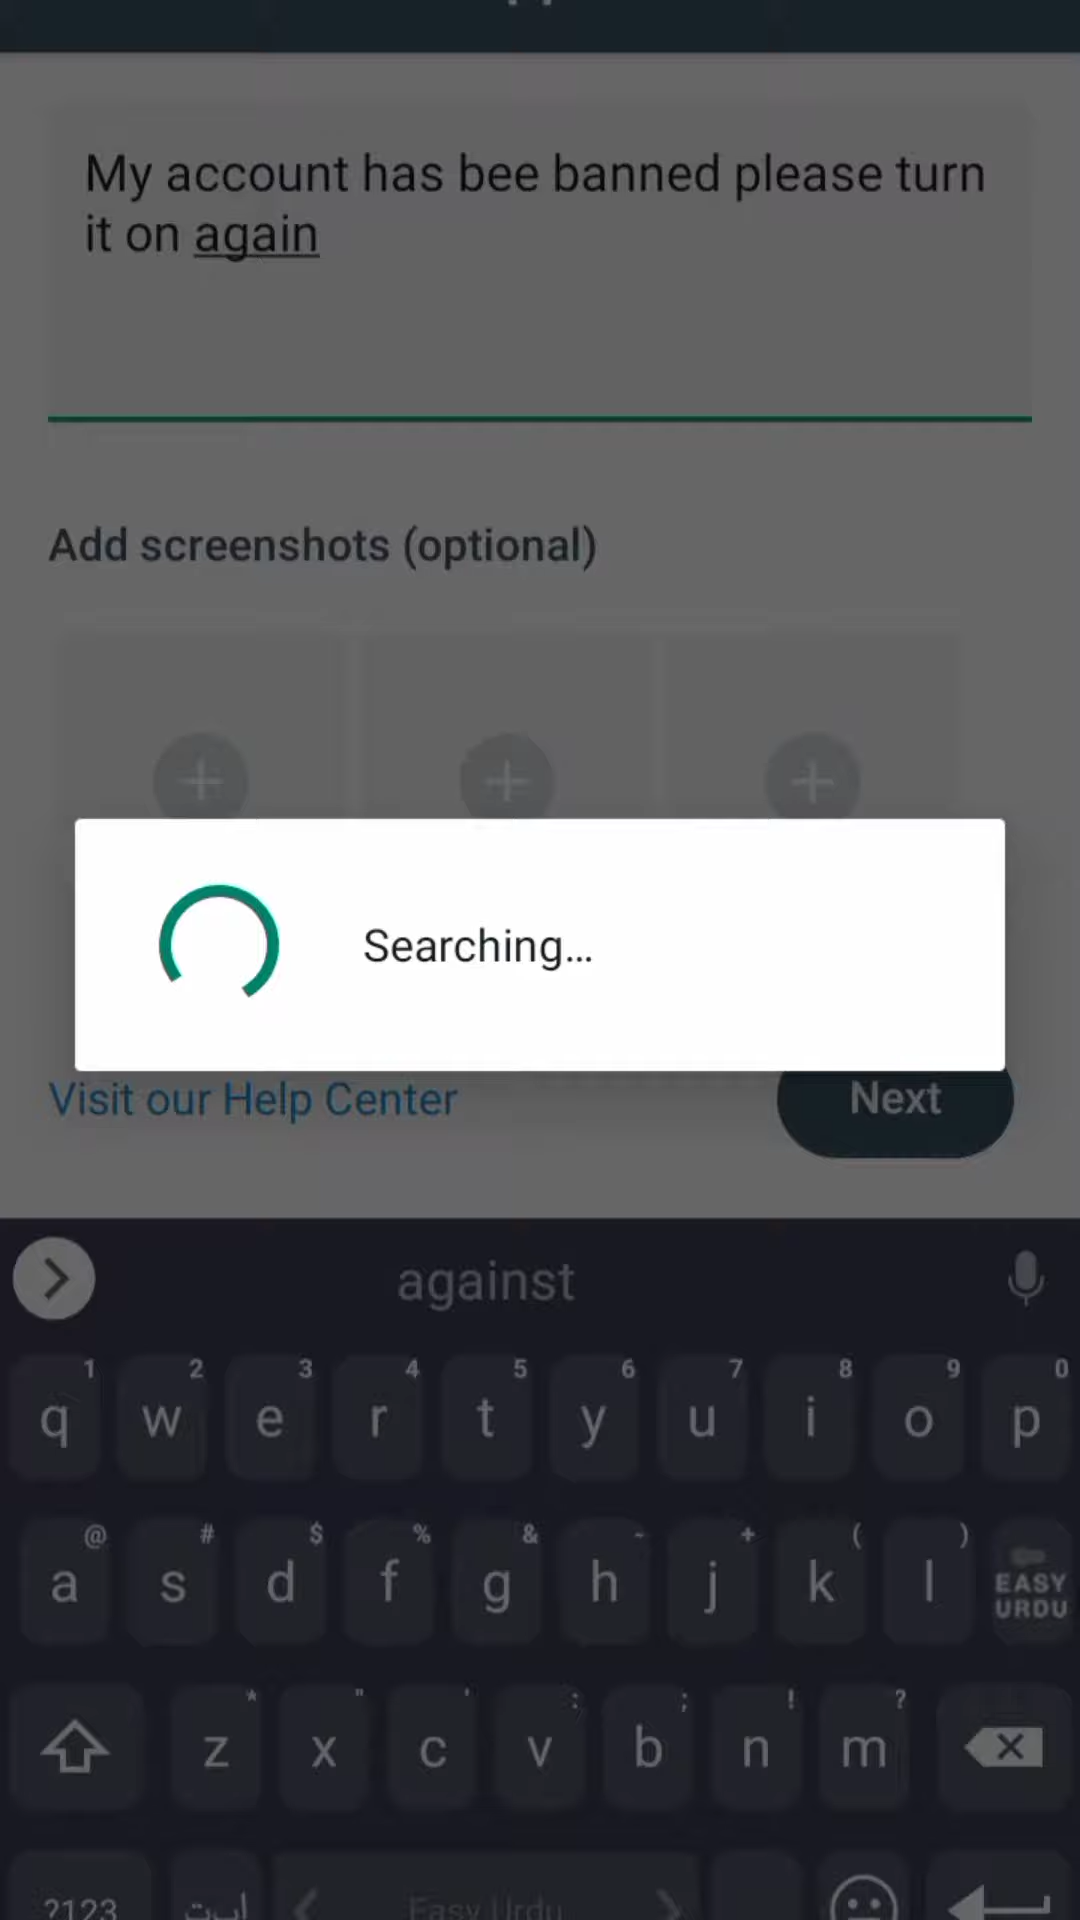 My account has bee banned please turn
it on again
Add screenshots (optional)
Searching...
Visit our Help Center
Next
against
1 2 3 4 5 6 7 8 9 0
q w e r t y u i o p
@ # $ % & - + ( )
a s d f g h j k l
EASY
URDU
* " ' : ; ! ?
z x c v b n m
?123
ا ب ت
Easy Urdu